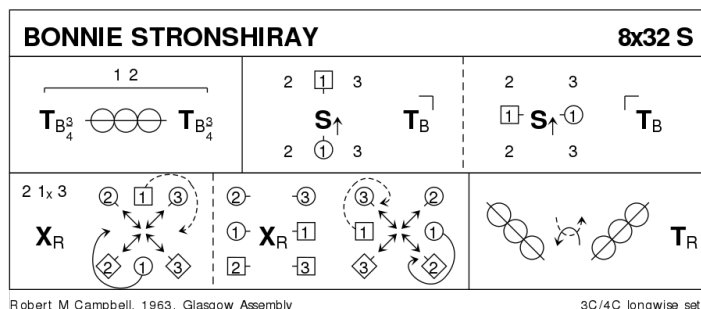 BONNIE STRONSHIRAY 8x32 S
1 2
T B 3/4 T B 3/4
2 1 3
S T B
2 1 3
2 3
1 S 1 T B
2 3
2 1x 3
X R
2 1 3
2 1 3
2 3
1 X R 1
2 3
3 2
1 1
3 2
T R
Robert M Campbell, 1963, Glasgow Assembly 3C/4C longwise set